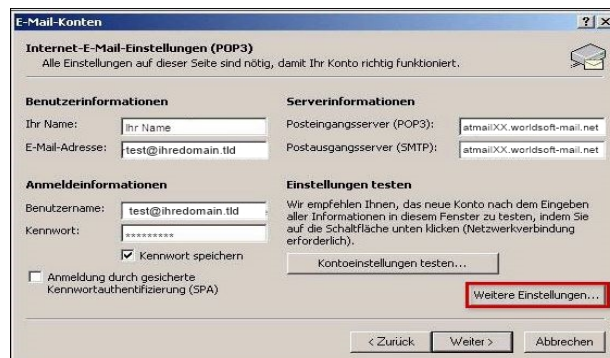 E-Mail-Konten
Internet-E-Mail-Einstellungen (POP3)
Alle Einstellungen auf dieser Seite sind nötig, damit Ihr Konto richtig funktioniert.
Benutzerinformationen
Ihr Name: Ihr Name
E-Mail-Adresse: test@ihredomain.tld
Serverinformationen
Posteingangsserver (POP3): atmailXX.worldsoft-mail.net
Postausgangsserver (SMTP): atmailXX.worldsoft-mail.net
Anmeldeinformationen
Benutzername: test@ihredomain.tld
Kennwort: *********
Kennwort speichern
Anmeldung durch gesicherte
Kennwortauthentifizierung (SPA)
Einstellungen testen
Wir empfehlen Ihnen, das neue Konto nach dem Eingeben
aller Informationen in diesem Fenster zu testen, indem Sie
auf die Schaltfläche unten klicken (Netzwerkverbindung
erforderlich).
Kontoeinstellungen testen...
Weitere Einstellungen...
< Zurück Weiter > Abbrechen